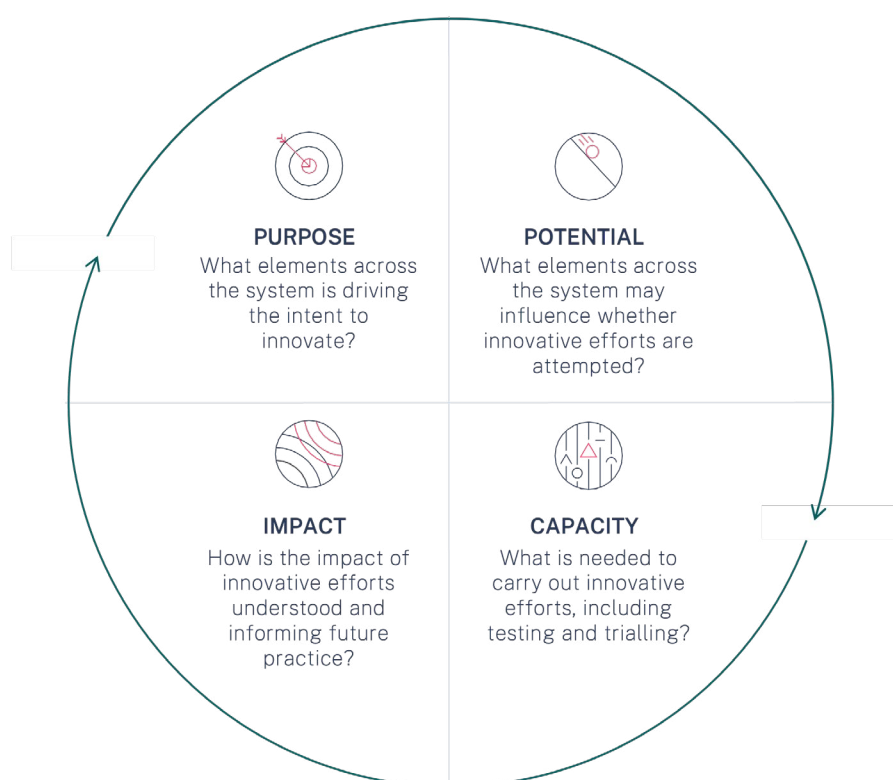 PURPOSE
What elements across
the system is driving
the intent to
innovate?
POTENTIAL
What elements across
the system may
influence whether
innovative efforts are
attempted?
IMPACT
How is the impact of
innovative efforts
understood and
informing future
practice?
CAPACITY
What is needed to
carry out innovative
efforts, including
testing and trialling?